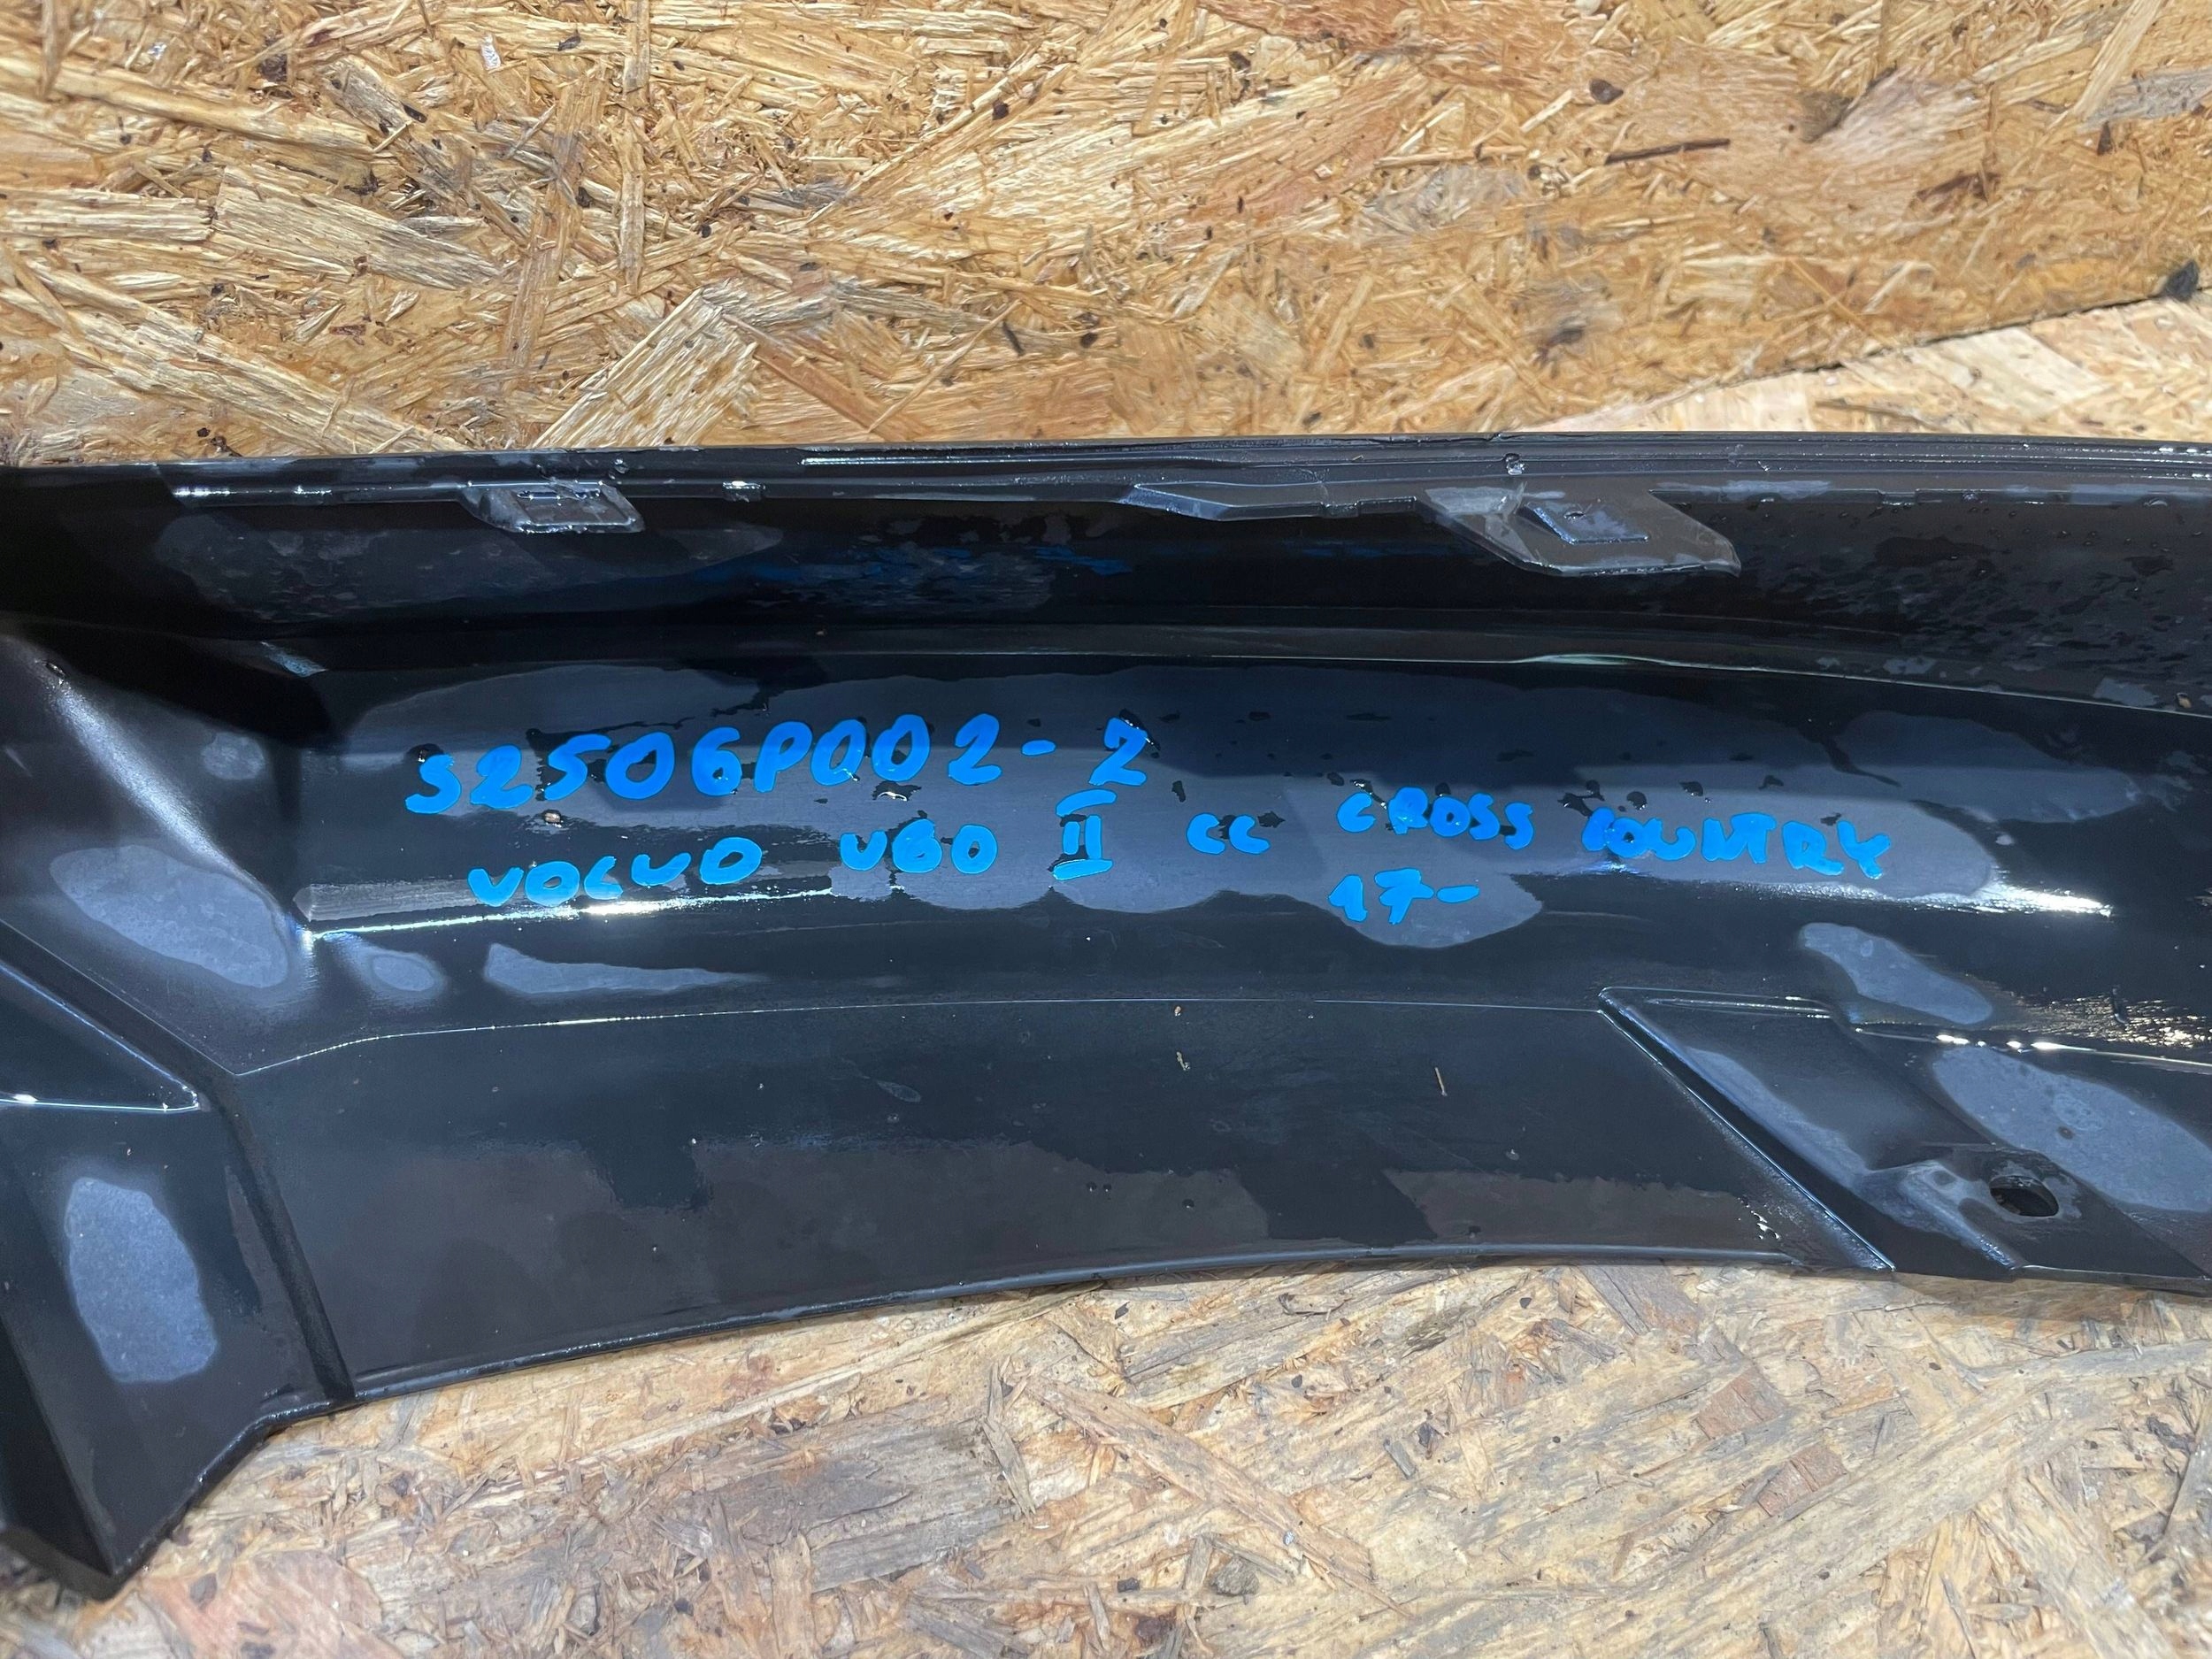 S2506P002-2
VOLVO V60 II CC CROSS COUNTRY
17-